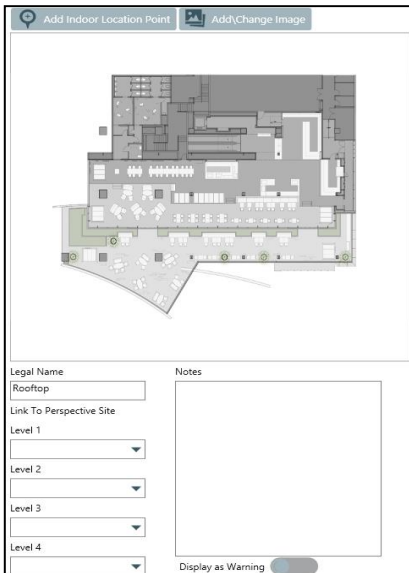 Add Indoor Location Point
Add\Change Image
Legal Name
Notes
Rooftop
Link To Perspective Site
Level 1
Level 2
Level 3
Level 4
Display as Warning